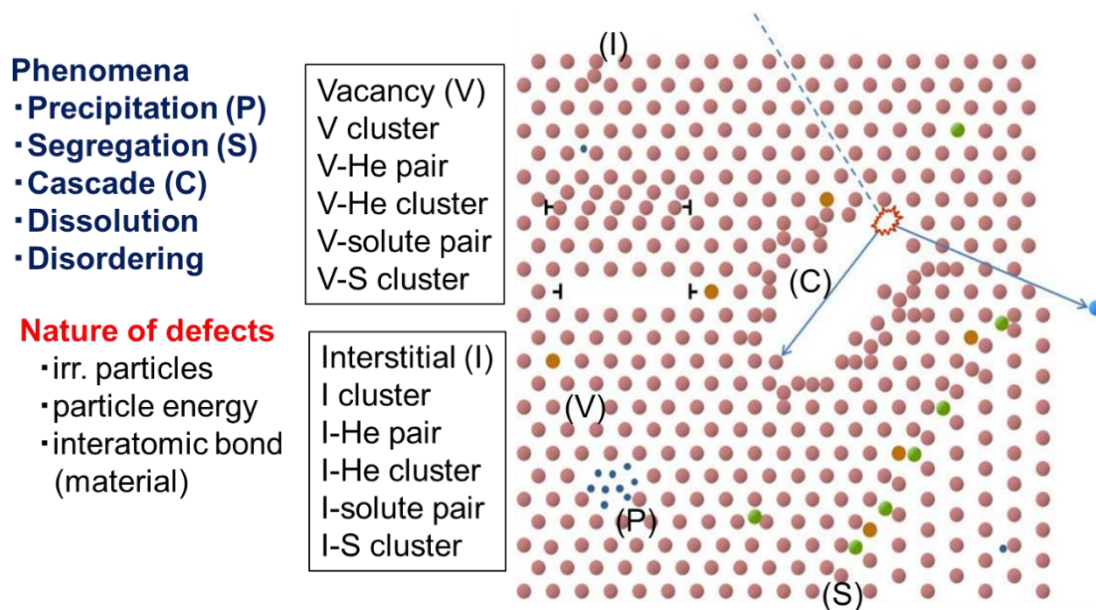 Phenomena
・Precipitation (P)
・Segregation (S)
・Cascade (C)
・Dissolution
・Disordering
Nature of defects
・irr. particles
・particle energy
・interatomic bond
(material)
Vacancy (V)
V cluster
V-He pair
V-He cluster
V-solute pair
V-S cluster
Interstitial (I)
I cluster
I-He pair
I-He cluster
I-solute pair
I-S cluster
(I)
(C)
(V)
(P)
(S)